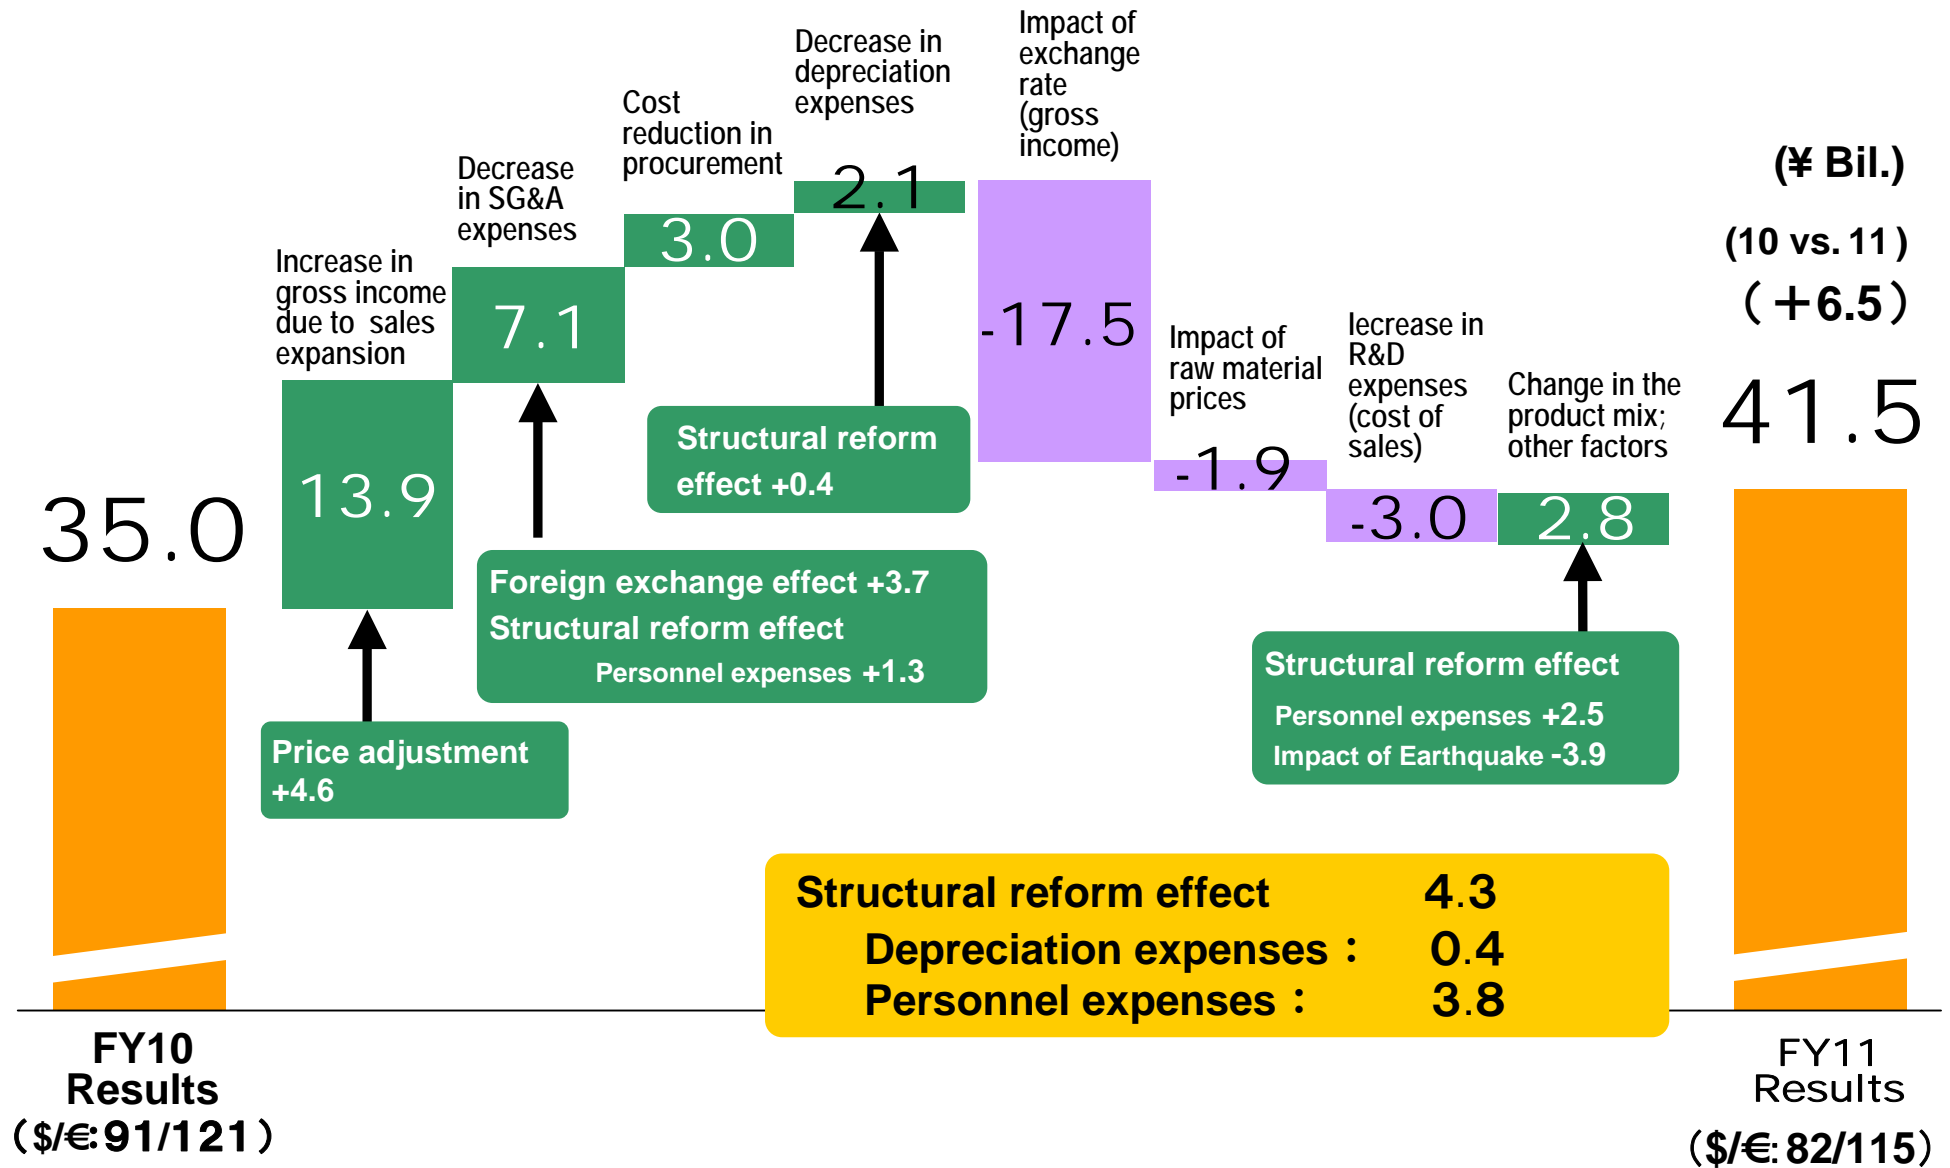 Impact of
exchange
rate
(gross
income)
Decrease in
depreciation
expenses
Cost
reduction in
procurement
Decrease
in SG&A
expenses
Increase in
gross income
due to sales
expansion
(¥ Bil.)
(10 vs. 11 )
（＋6.5）
2.1
3.0
7.1
13.9
-17.5
Impact of
raw material
prices
-1.9
Iecrease in
R&D
expenses
(cost of
sales)
-3.0
Change in the
product mix;
other factors
2.8
41.5
35.0
Structural reform
effect +0.4
Foreign exchange effect +3.7
Structural reform effect
Personnel expenses +1.3
Price adjustment
+4.6
Structural reform effect
Personnel expenses +2.5
Impact of Earthquake -3.9
Structural reform effect 4.3
Depreciation expenses： 0.4
Personnel expenses： 3.8
FY10
Results
（$/€:91/121）
FY11
Results
（$/€:82/115）